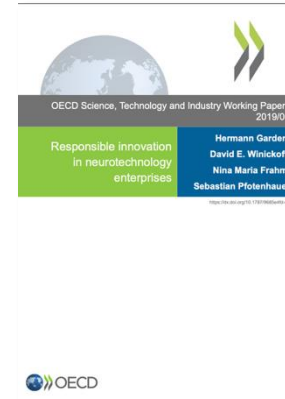 OECD Science, Technology and Industry Working Paper
2019/0
Responsible innovation
in neurotechnology
enterprises
Hermann Garden
David E. Winickof
Nina Maria Frahm
Sebastian Pfotenhaue
OECD